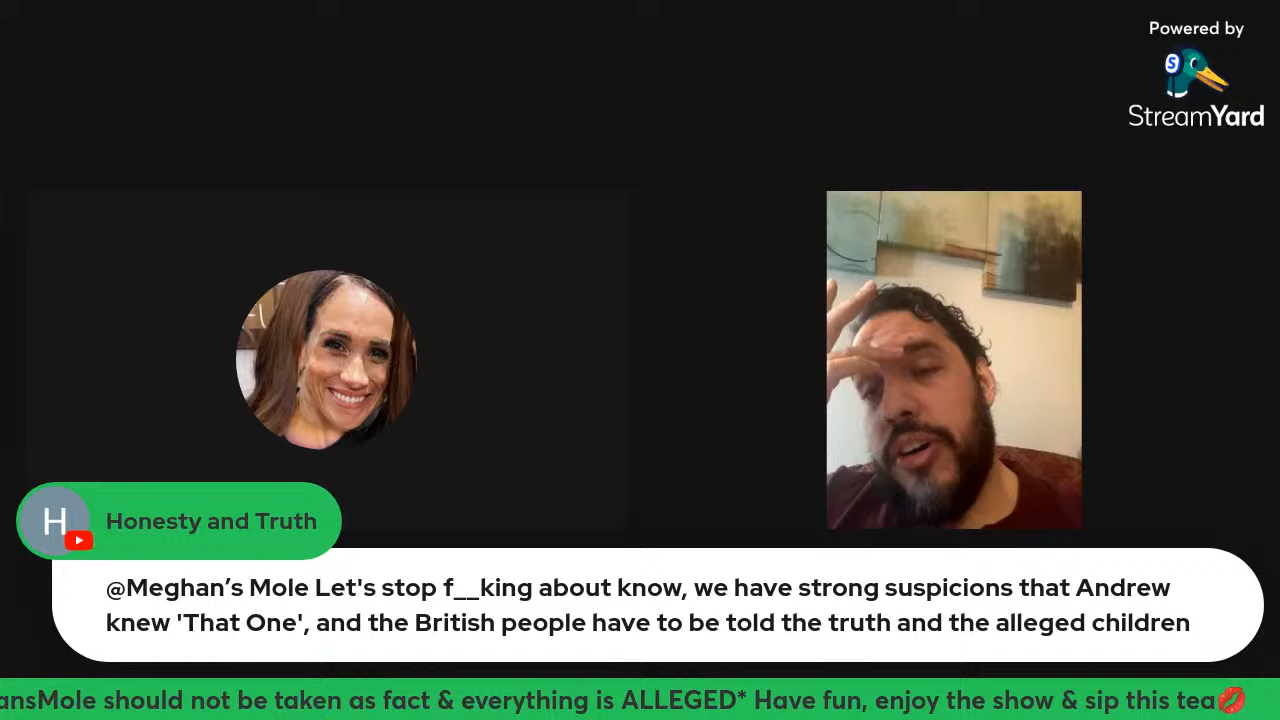 Powered by
S
StreamYard
H
Honesty and Truth
@Meghan’s Mole Let's stop f__king about know, we have strong suspicions that Andrew
knew 'That One', and the British people have to be told the truth and the alleged children
ansMole should not be taken as fact & everything is ALLEGED* Have fun, enjoy the show & sip this tea💋